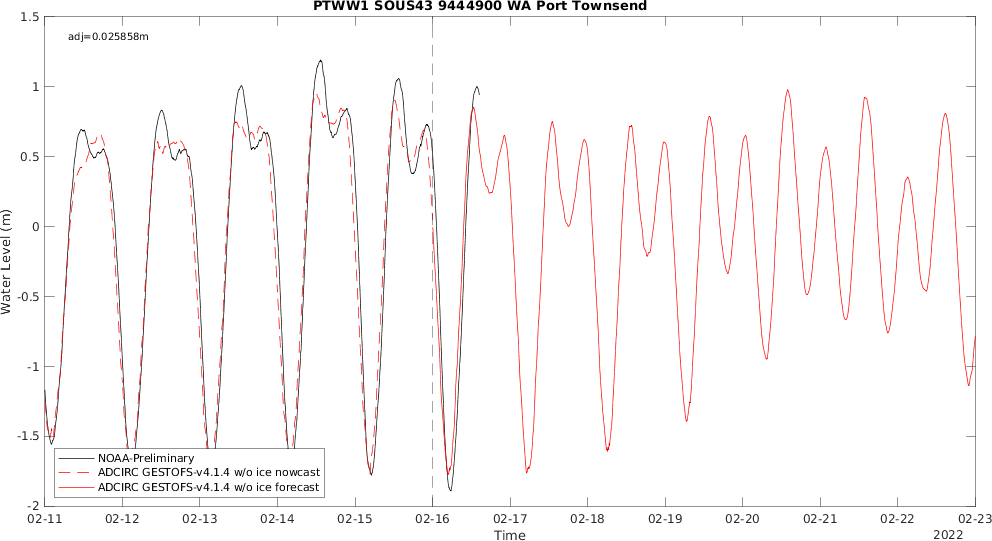 PTWW1 SOUS43 9444900 WA Port Townsend
adj=0.025858m
1.5
1
0.5
0
-0.5
-1
-1.5
-2
Water Level (m)
NOAA-Preliminary
ADCIRC GESTOFS-v4.1.4 w/o ice nowcast
ADCIRC GESTOFS-v4.1.4 w/o ice forecast
02-11 02-12 02-13 02-14 02-15 02-16 02-17 02-18 02-19 02-20 02-21 02-22 02-23
Time
2022